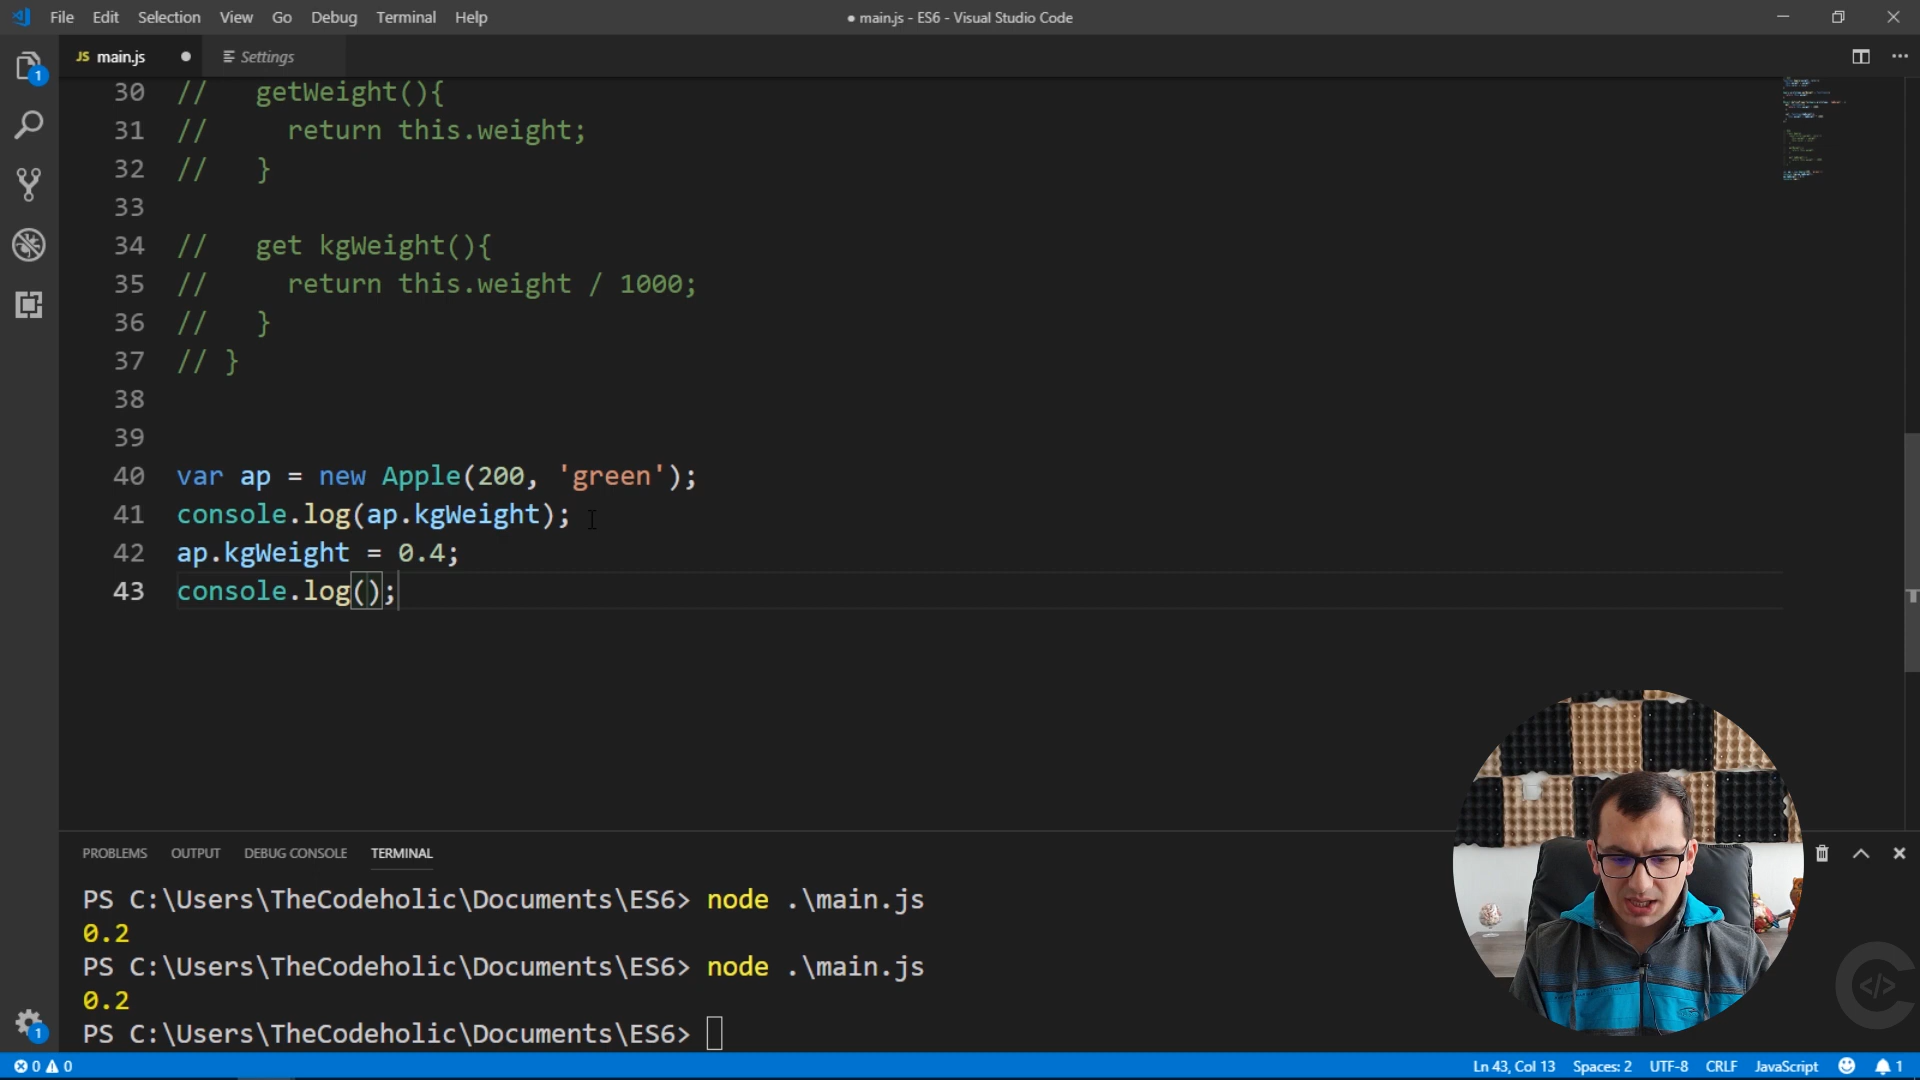 File Edit Selection View Go Debug Terminal Help
● main.js - ES6 - Visual Studio Code
JS main.js ● Settings
30 // getWeight(){
31 // return this.weight;
32 // }
33
34 // get kgWeight(){
35 // return this.weight / 1000;
36 // }
37 // }
38
39
40 var ap = new Apple(200, 'green');
41 console.log(ap.kgWeight);
42 ap.kgWeight = 0.4;
43 console.log();
PROBLEMS OUTPUT DEBUG CONSOLE TERMINAL
PS C:\Users\TheCodeholic\Documents\ES6> node .\main.js
0.2
PS C:\Users\TheCodeholic\Documents\ES6> node .\main.js
0.2
PS C:\Users\TheCodeholic\Documents\ES6>
0 0 Ln 43, Col 13 Spaces: 2 UTF-8 CRLF JavaScript 1